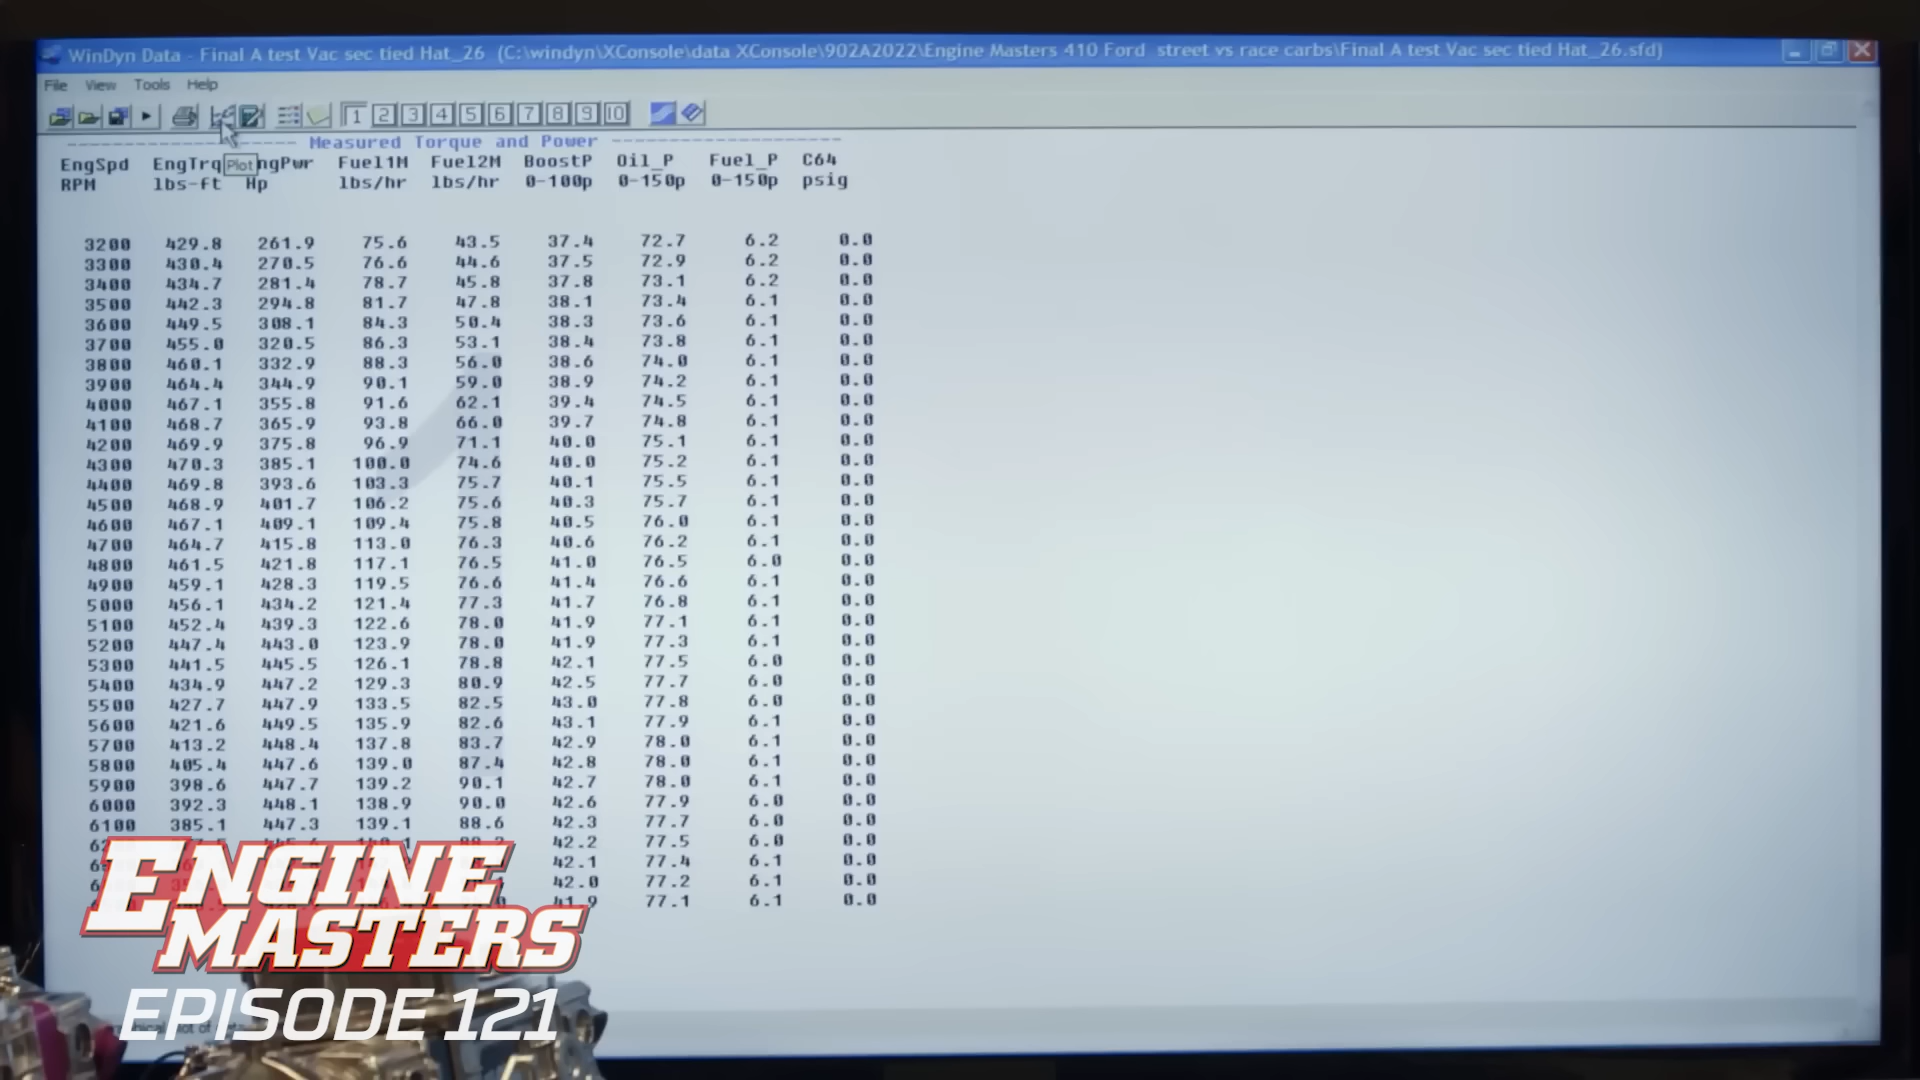 WinDyn Data - Final A test Vac sec tied Hat_26 (C:\windyn\XConsole\data XConsole\902A2022\Engine Masters 410 Ford street vs race carbs\Final A test Vac sec tied Hat_26.sfd)
File View Tools Help
1 2 3 4 5 6 7 8 9 10
Measured Torque and Power
EngSpd EngTrq Plot ngPwr Fuel1M Fuel2M BoostP Oil_P Fuel_P C64
RPM lbs-ft Hp lbs/hr lbs/hr 0-100p 0-150p 0-150p psig
3200 429.8 261.9 75.6 43.5 37.4 72.7 6.2 0.0
3300 430.4 270.5 76.6 44.6 37.5 72.9 6.2 0.0
3400 434.7 281.4 78.7 45.8 37.8 73.1 6.2 0.0
3500 442.3 294.8 81.7 47.8 38.1 73.4 6.1 0.0
3600 449.5 308.1 84.3 50.4 38.3 73.6 6.1 0.0
3700 455.0 320.5 86.3 53.1 38.4 73.8 6.1 0.0
3800 460.1 332.9 88.3 56.0 38.6 74.0 6.1 0.0
3900 464.4 344.9 90.1 59.0 38.9 74.2 6.1 0.0
4000 467.1 355.8 91.6 62.1 39.4 74.5 6.1 0.0
4100 468.7 365.9 93.8 66.0 39.7 74.8 6.1 0.0
4200 469.9 375.8 96.9 71.1 40.0 75.1 6.1 0.0
4300 470.3 385.1 100.0 74.6 40.0 75.2 6.1 0.0
4400 469.8 393.6 103.3 75.7 40.1 75.5 6.1 0.0
4500 468.9 401.7 106.2 75.6 40.3 75.7 6.1 0.0
4600 467.1 409.1 109.4 75.8 40.5 76.0 6.1 0.0
4700 464.7 415.8 113.0 76.3 40.6 76.2 6.1 0.0
4800 461.5 421.8 117.1 76.5 41.0 76.5 6.0 0.0
4900 459.1 428.3 119.5 76.6 41.4 76.6 6.1 0.0
5000 456.1 434.2 121.4 77.3 41.7 76.8 6.1 0.0
5100 452.4 439.3 122.6 78.0 41.9 77.1 6.1 0.0
5200 447.4 443.0 123.9 78.0 41.9 77.3 6.1 0.0
5300 441.5 445.5 126.1 78.8 42.1 77.5 6.0 0.0
5400 434.9 447.2 129.3 80.9 42.5 77.7 6.0 0.0
5500 427.7 447.9 133.5 82.5 43.0 77.8 6.0 0.0
5600 421.6 449.5 135.9 82.6 43.1 77.9 6.1 0.0
5700 413.2 448.4 137.8 83.7 42.9 78.0 6.1 0.0
5800 405.4 447.6 139.0 87.4 42.8 78.0 6.1 0.0
5900 398.6 447.7 139.2 90.1 42.7 78.0 6.1 0.0
6000 392.3 448.1 138.9 90.0 42.6 77.9 6.0 0.0
6100 385.1 447.3 139.1 88.6 42.3 77.7 6.0 0.0
42.2 77.5 6.0 0.0
42.1 77.4 6.1 0.0
42.0 77.2 6.1 0.0
41.9 77.1 6.1 0.0
ENGINE
MASTERS
EPISODE 121